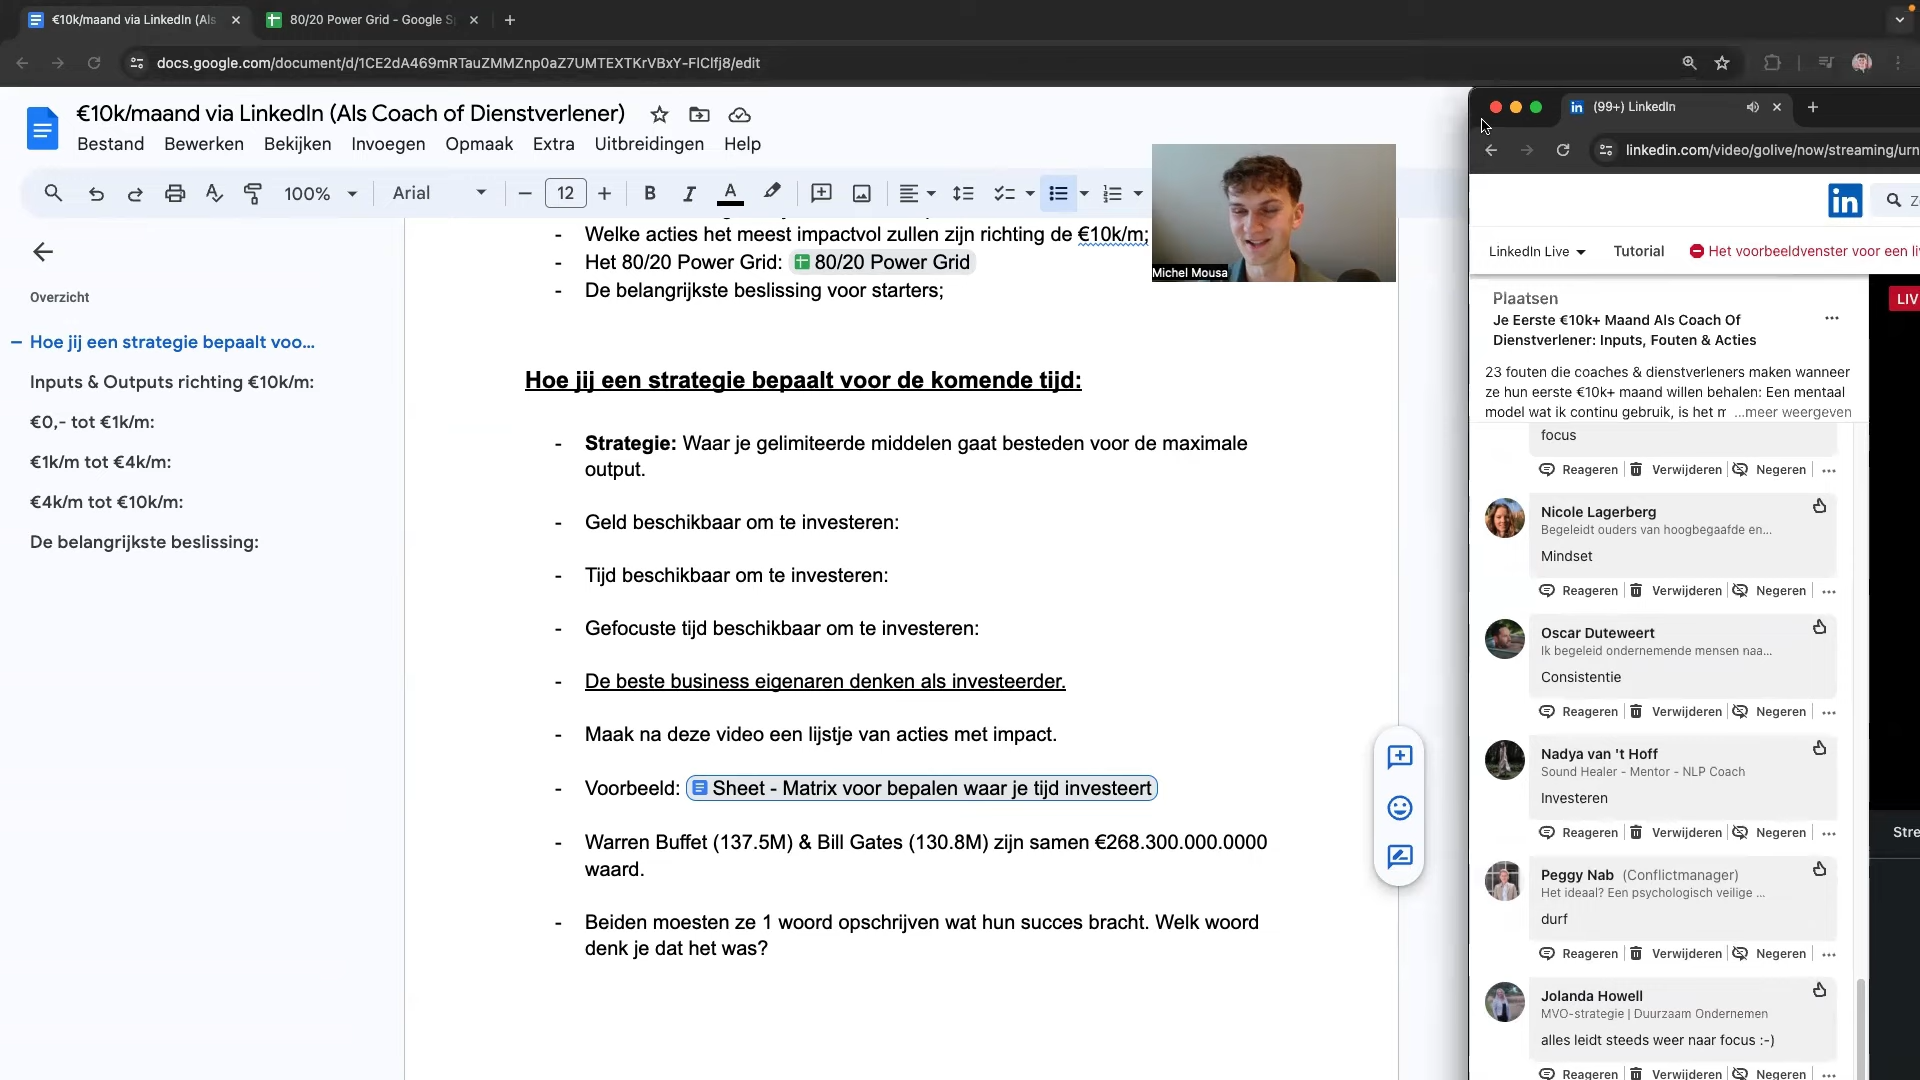 €10k/maand via LinkedIn (Als
80/20 Power Grid - Google S
docs.google.com/document/d/1CE2dA469mRTauZMMZnp0aZ7UMTEXTKrVBxY-FlClfj8/edit
€10k/maand via LinkedIn (Als Coach of Dienstverlener)
Bestand Bewerken Bekijken Invoegen Opmaak Extra Uitbreidingen Help
100% Arial 12
Overzicht
Hoe jij een strategie bepaalt voo...
Inputs & Outputs richting €10k/m:
€0,- tot €1k/m:
€1k/m tot €4k/m:
€4k/m tot €10k/m:
De belangrijkste beslissing:
- Welke acties het meest impactvol zullen zijn richting de €10k/m;
- Het 80/20 Power Grid: 80/20 Power Grid
- De belangrijkste beslissing voor starters;
Hoe jij een strategie bepaalt voor de komende tijd:
- Strategie: Waar je gelimiteerde middelen gaat besteden voor de maximale
output.
- Geld beschikbaar om te investeren:
- Tijd beschikbaar om te investeren:
- Gefocuste tijd beschikbaar om te investeren:
- De beste business eigenaren denken als investeerder.
- Maak na deze video een lijstje van acties met impact.
- Voorbeeld: Sheet - Matrix voor bepalen waar je tijd investeert
- Warren Buffet (137.5M) & Bill Gates (130.8M) zijn samen €268.300.000.0000
waard.
- Beiden moesten ze 1 woord opschrijven wat hun succes bracht. Welk woord
denk je dat het was?
Michel Mousa
(99+) LinkedIn
linkedin.com/video/golive/now/streaming/urn
in
LinkedIn Live Tutorial Het voorbeeldvenster voor een li
LIV
Plaatsen
Je Eerste €10k+ Maand Als Coach Of
Dienstverlener: Inputs, Fouten & Acties
23 fouten die coaches & dienstverleners maken wanneer
ze hun eerste €10k+ maand willen behalen: Een mentaal
model wat ik continu gebruik, is het m ...meer weergeven
focus
Reageren Verwijderen Negeren
Nicole Lagerberg
Begeleidt ouders van hoogbegaafde en...
Mindset
Reageren Verwijderen Negeren
Oscar Duteweert
Ik begeleid ondernemende mensen naa...
Consistentie
Reageren Verwijderen Negeren
Nadya van 't Hoff
Sound Healer - Mentor - NLP Coach
Investeren
Reageren Verwijderen Negeren
Peggy Nab (Conflictmanager)
Het ideaal? Een psychologisch veilige ...
durf
Reageren Verwijderen Negeren
Jolanda Howell
MVO-strategie | Duurzaam Ondernemen
alles leidt steeds weer naar focus :-)
Reageren Verwijderen Negeren
Stre